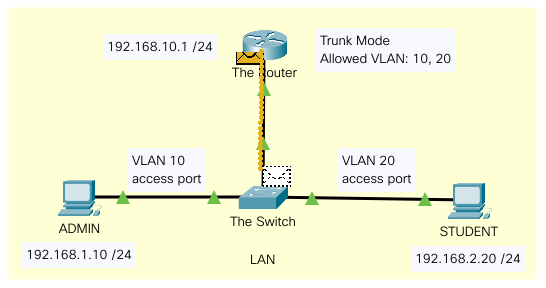 192.168.10.1 /24
Trunk Mode
Allowed VLAN: 10, 20
The Router
VLAN 10
access port
VLAN 20
access port
The Switch
ADMIN
STUDENT
192.168.1.10 /24
LAN
192.168.2.20 /24